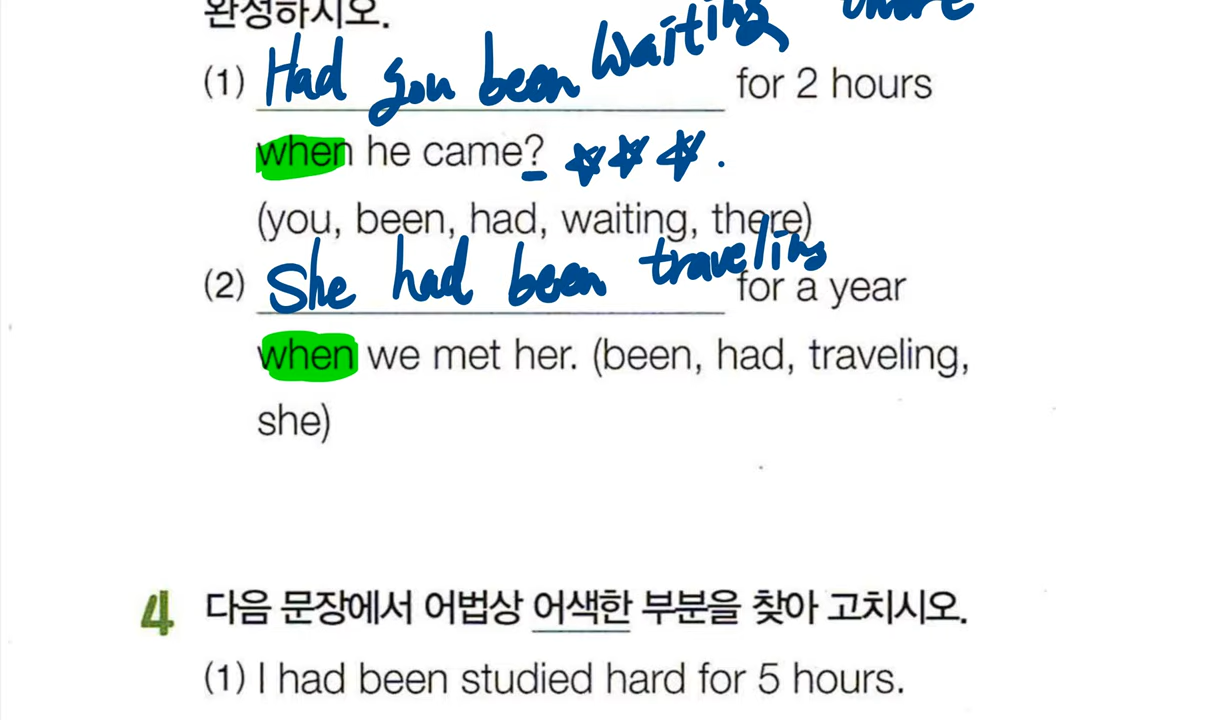 완성하시오.
(1) Had you been waiting there for 2 hours
when he came?
(you, been, had, waiting, there)
(2) She had been traveling for a year
when we met her. (been, had, traveling,
she)
4 다음 문장에서 어법상 어색한 부분을 찾아 고치시오.
(1) I had been studied hard for 5 hours.